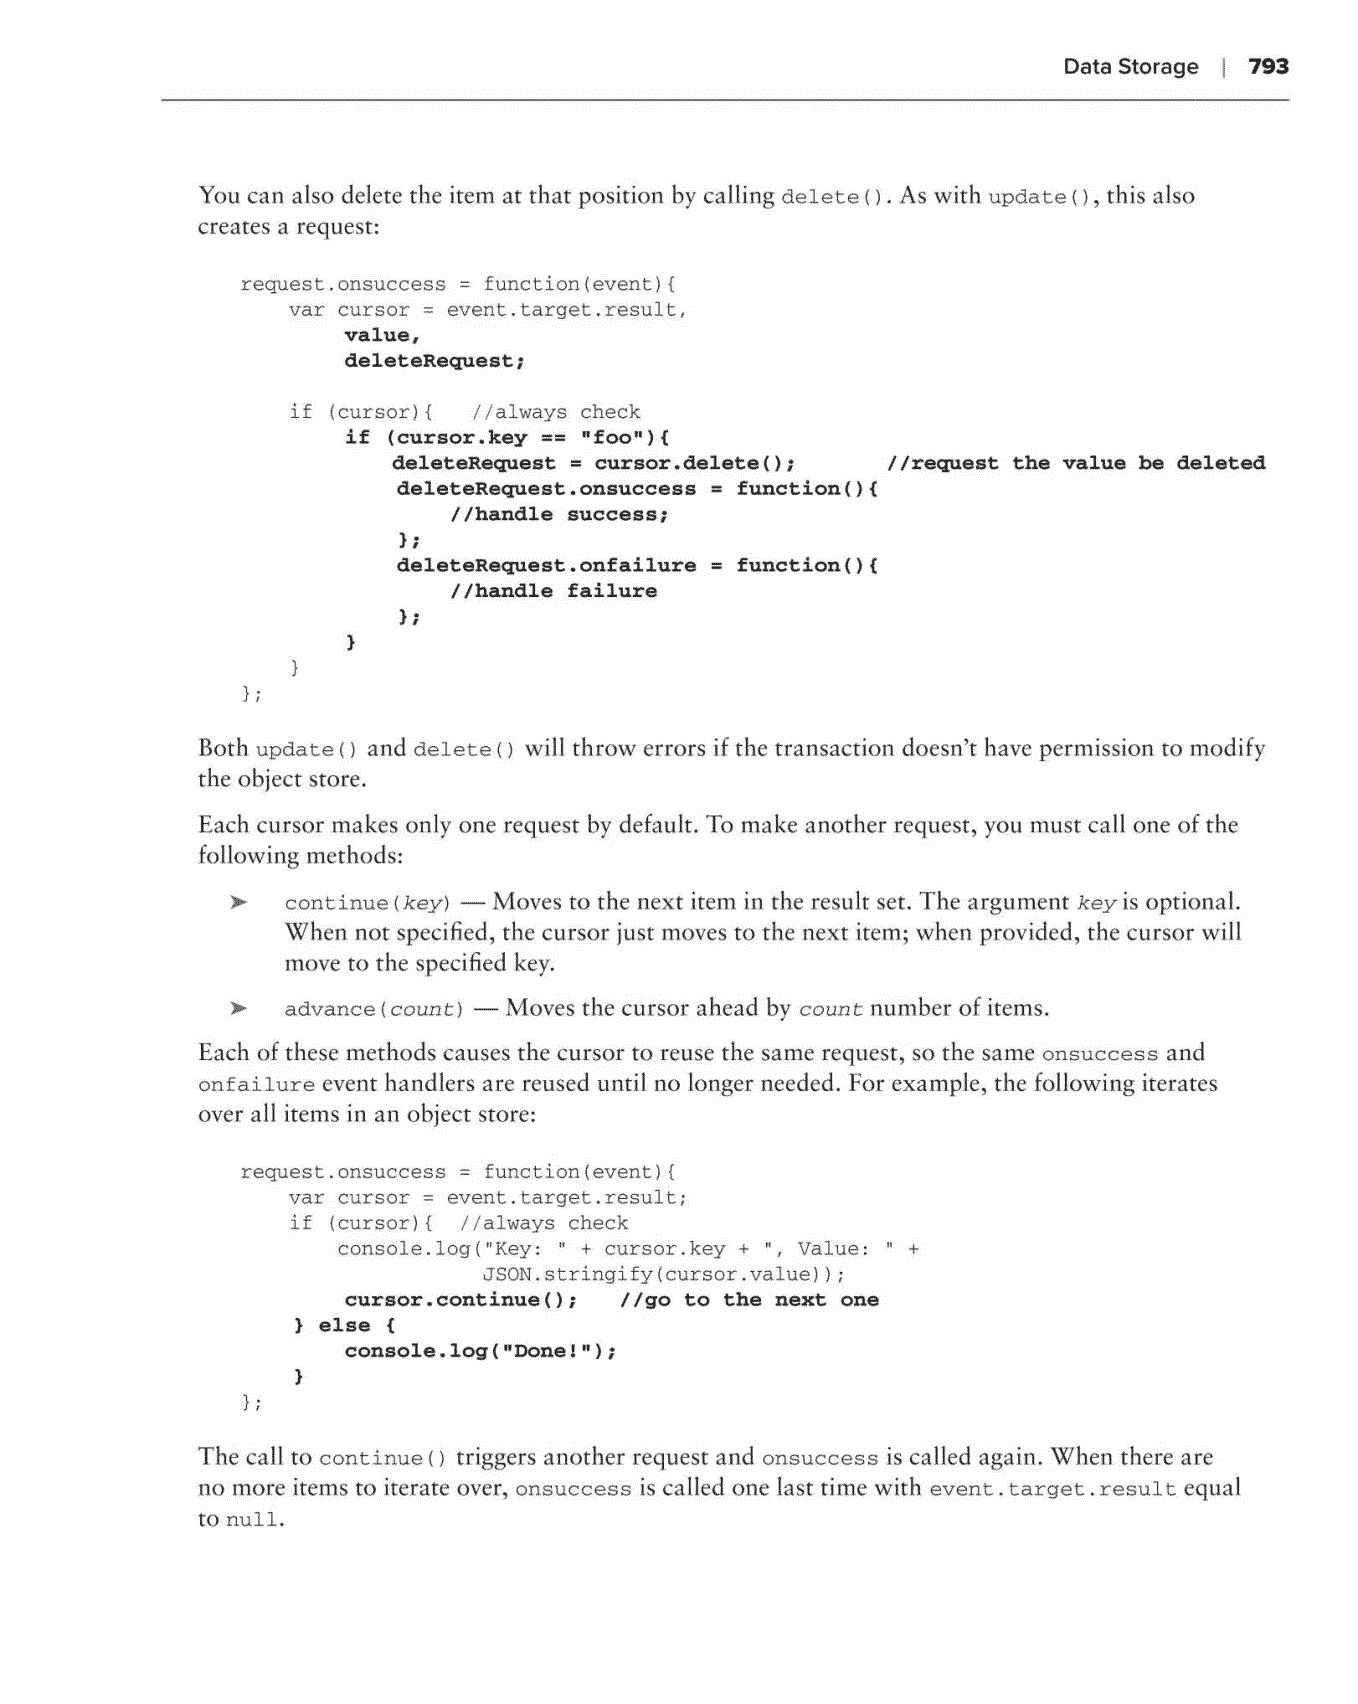 Data Storage | 793
You can also delete the item at that position by calling delete(). As with update(), this also
creates a request:
request.onsuccess = function(event){
    var cursor = event.target.result,
        value,
        deleteRequest;
    if (cursor){   //always check
        if (cursor.key == "foo"){
            deleteRequest = cursor.delete();       //request the value be deleted
            deleteRequest.onsuccess = function(){
                //handle success;
            };
            deleteRequest.onfailure = function(){
                //handle failure
            };
        }
    }
};
Both update() and delete() will throw errors if the transaction doesn't have permission to modify
the object store.
Each cursor makes only one request by default. To make another request, you must call one of the
following methods:
➤ continue(key) — Moves to the next item in the result set. The argument key is optional.
When not specified, the cursor just moves to the next item; when provided, the cursor will
move to the specified key.
➤ advance(count) — Moves the cursor ahead by count number of items.
Each of these methods causes the cursor to reuse the same request, so the same onsuccess and
onfailure event handlers are reused until no longer needed. For example, the following iterates
over all items in an object store:
request.onsuccess = function(event){
    var cursor = event.target.result;
    if (cursor){  //always check
        console.log("Key: " + cursor.key + ", Value: " +
                    JSON.stringify(cursor.value));
        cursor.continue();   //go to the next one
    } else {
        console.log("Done!");
    }
};
The call to continue() triggers another request and onsuccess is called again. When there are
no more items to iterate over, onsuccess is called one last time with event.target.result equal
to null.